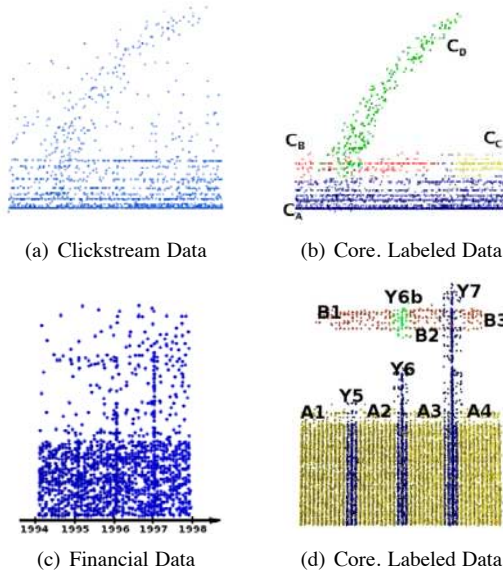 C_D
C_B
C_C
C_A
(a) Clickstream Data
(b) Core. Labeled Data
Y6b
Y7
B1
B2
B3
Y6
Y5
A1
A2
A3
A4
1994 1995 1996 1997 1998
(c) Financial Data
(d) Core. Labeled Data